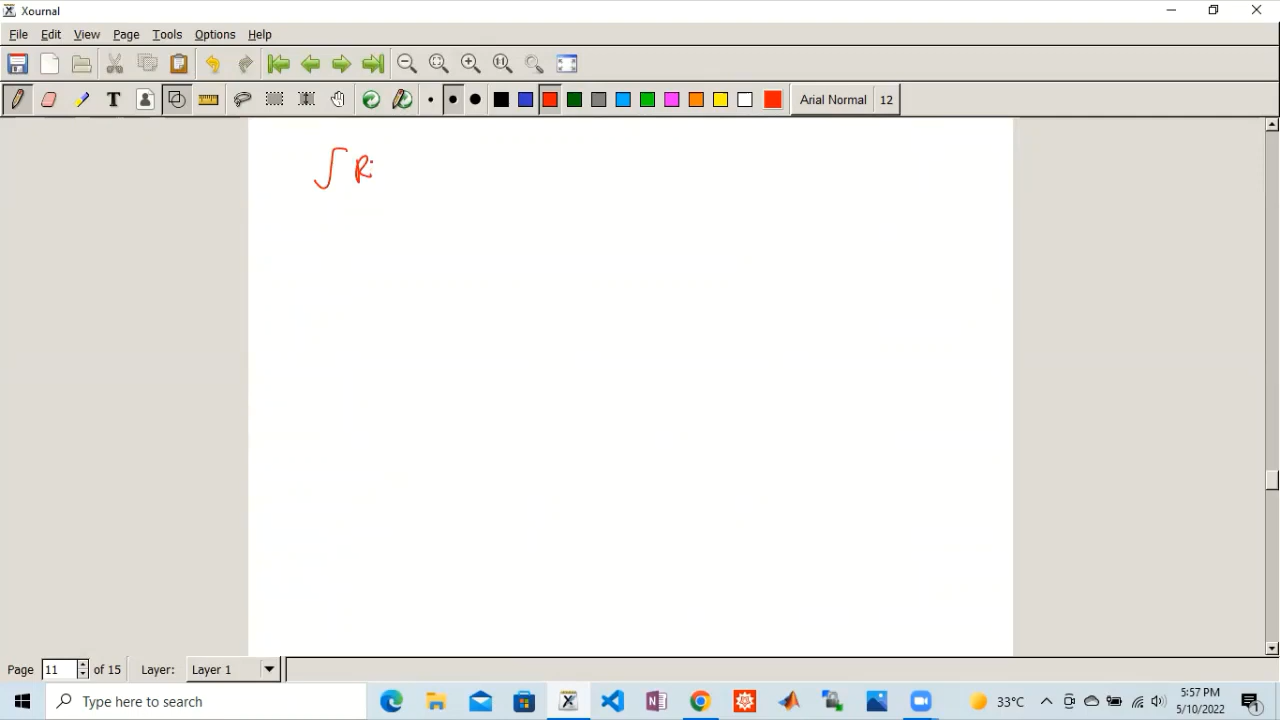 Xournal
File Edit View Page Tools Options Help
Arial Normal 12
∫ R
Page 11 of 15 Layer: Layer 1
Type here to search
33°C
5:57 PM
5/10/2022